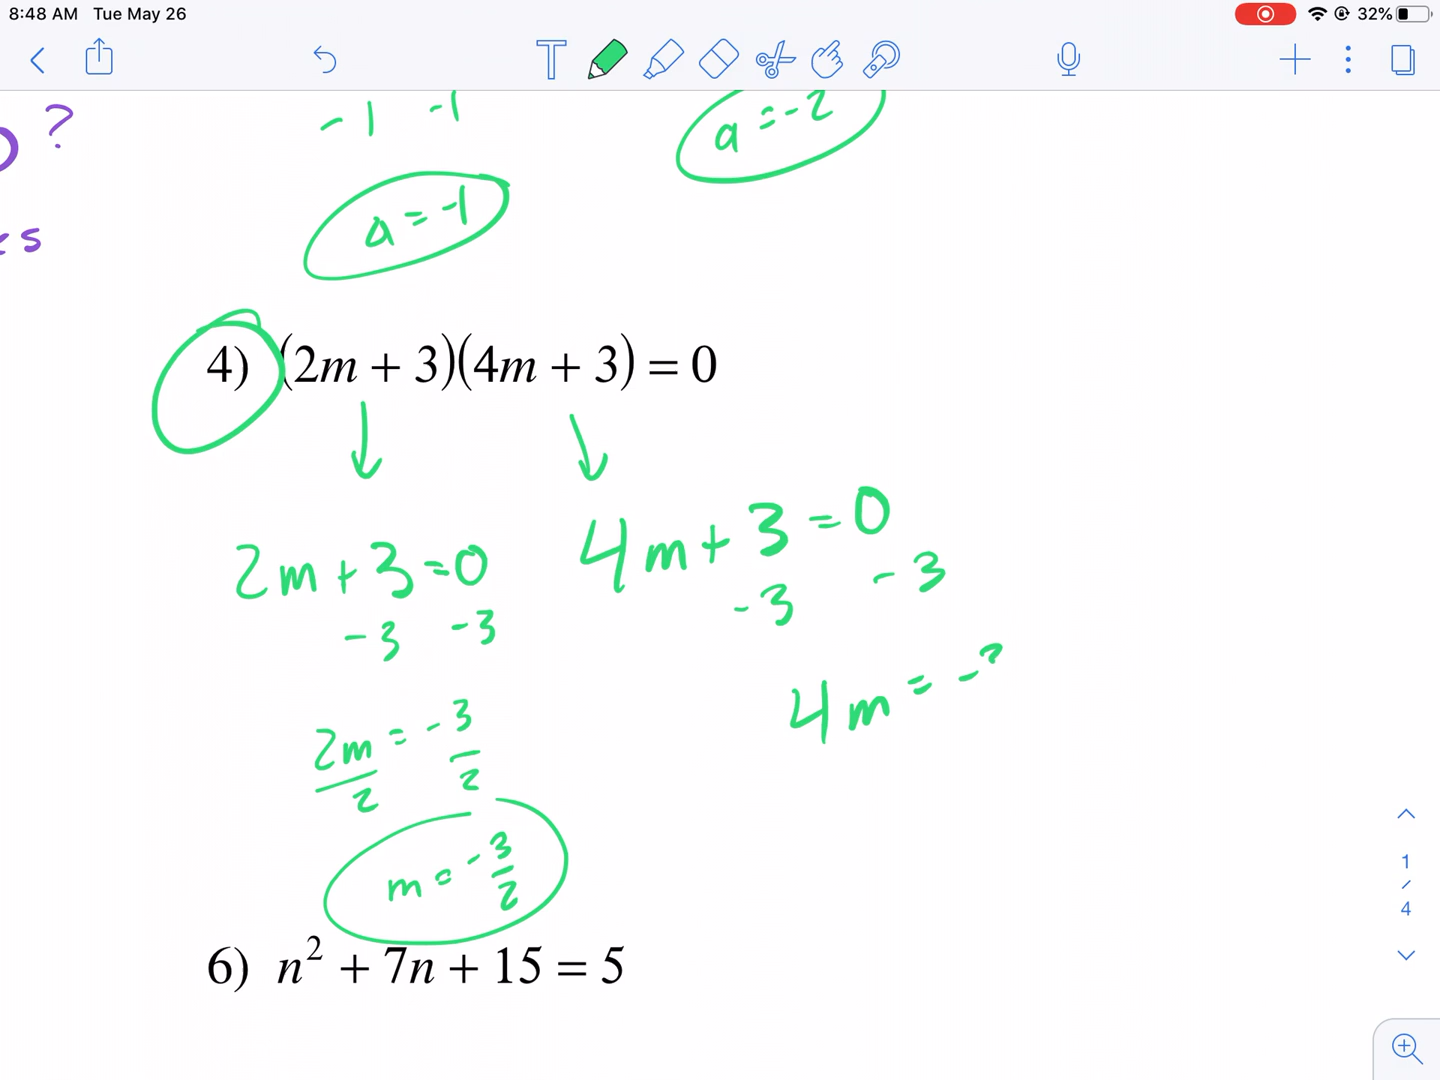 8:48 AM Tue May 26
32%
T
?
-1 -1
a = -2
a = -1
s
4) (2m + 3)(4m + 3) = 0
2m + 3 = 0
-3 -3
2m = -3
2 2
m = -3/2
4m + 3 = 0
-3 -3
4m = -
6) n² + 7n + 15 = 5
1
/
4